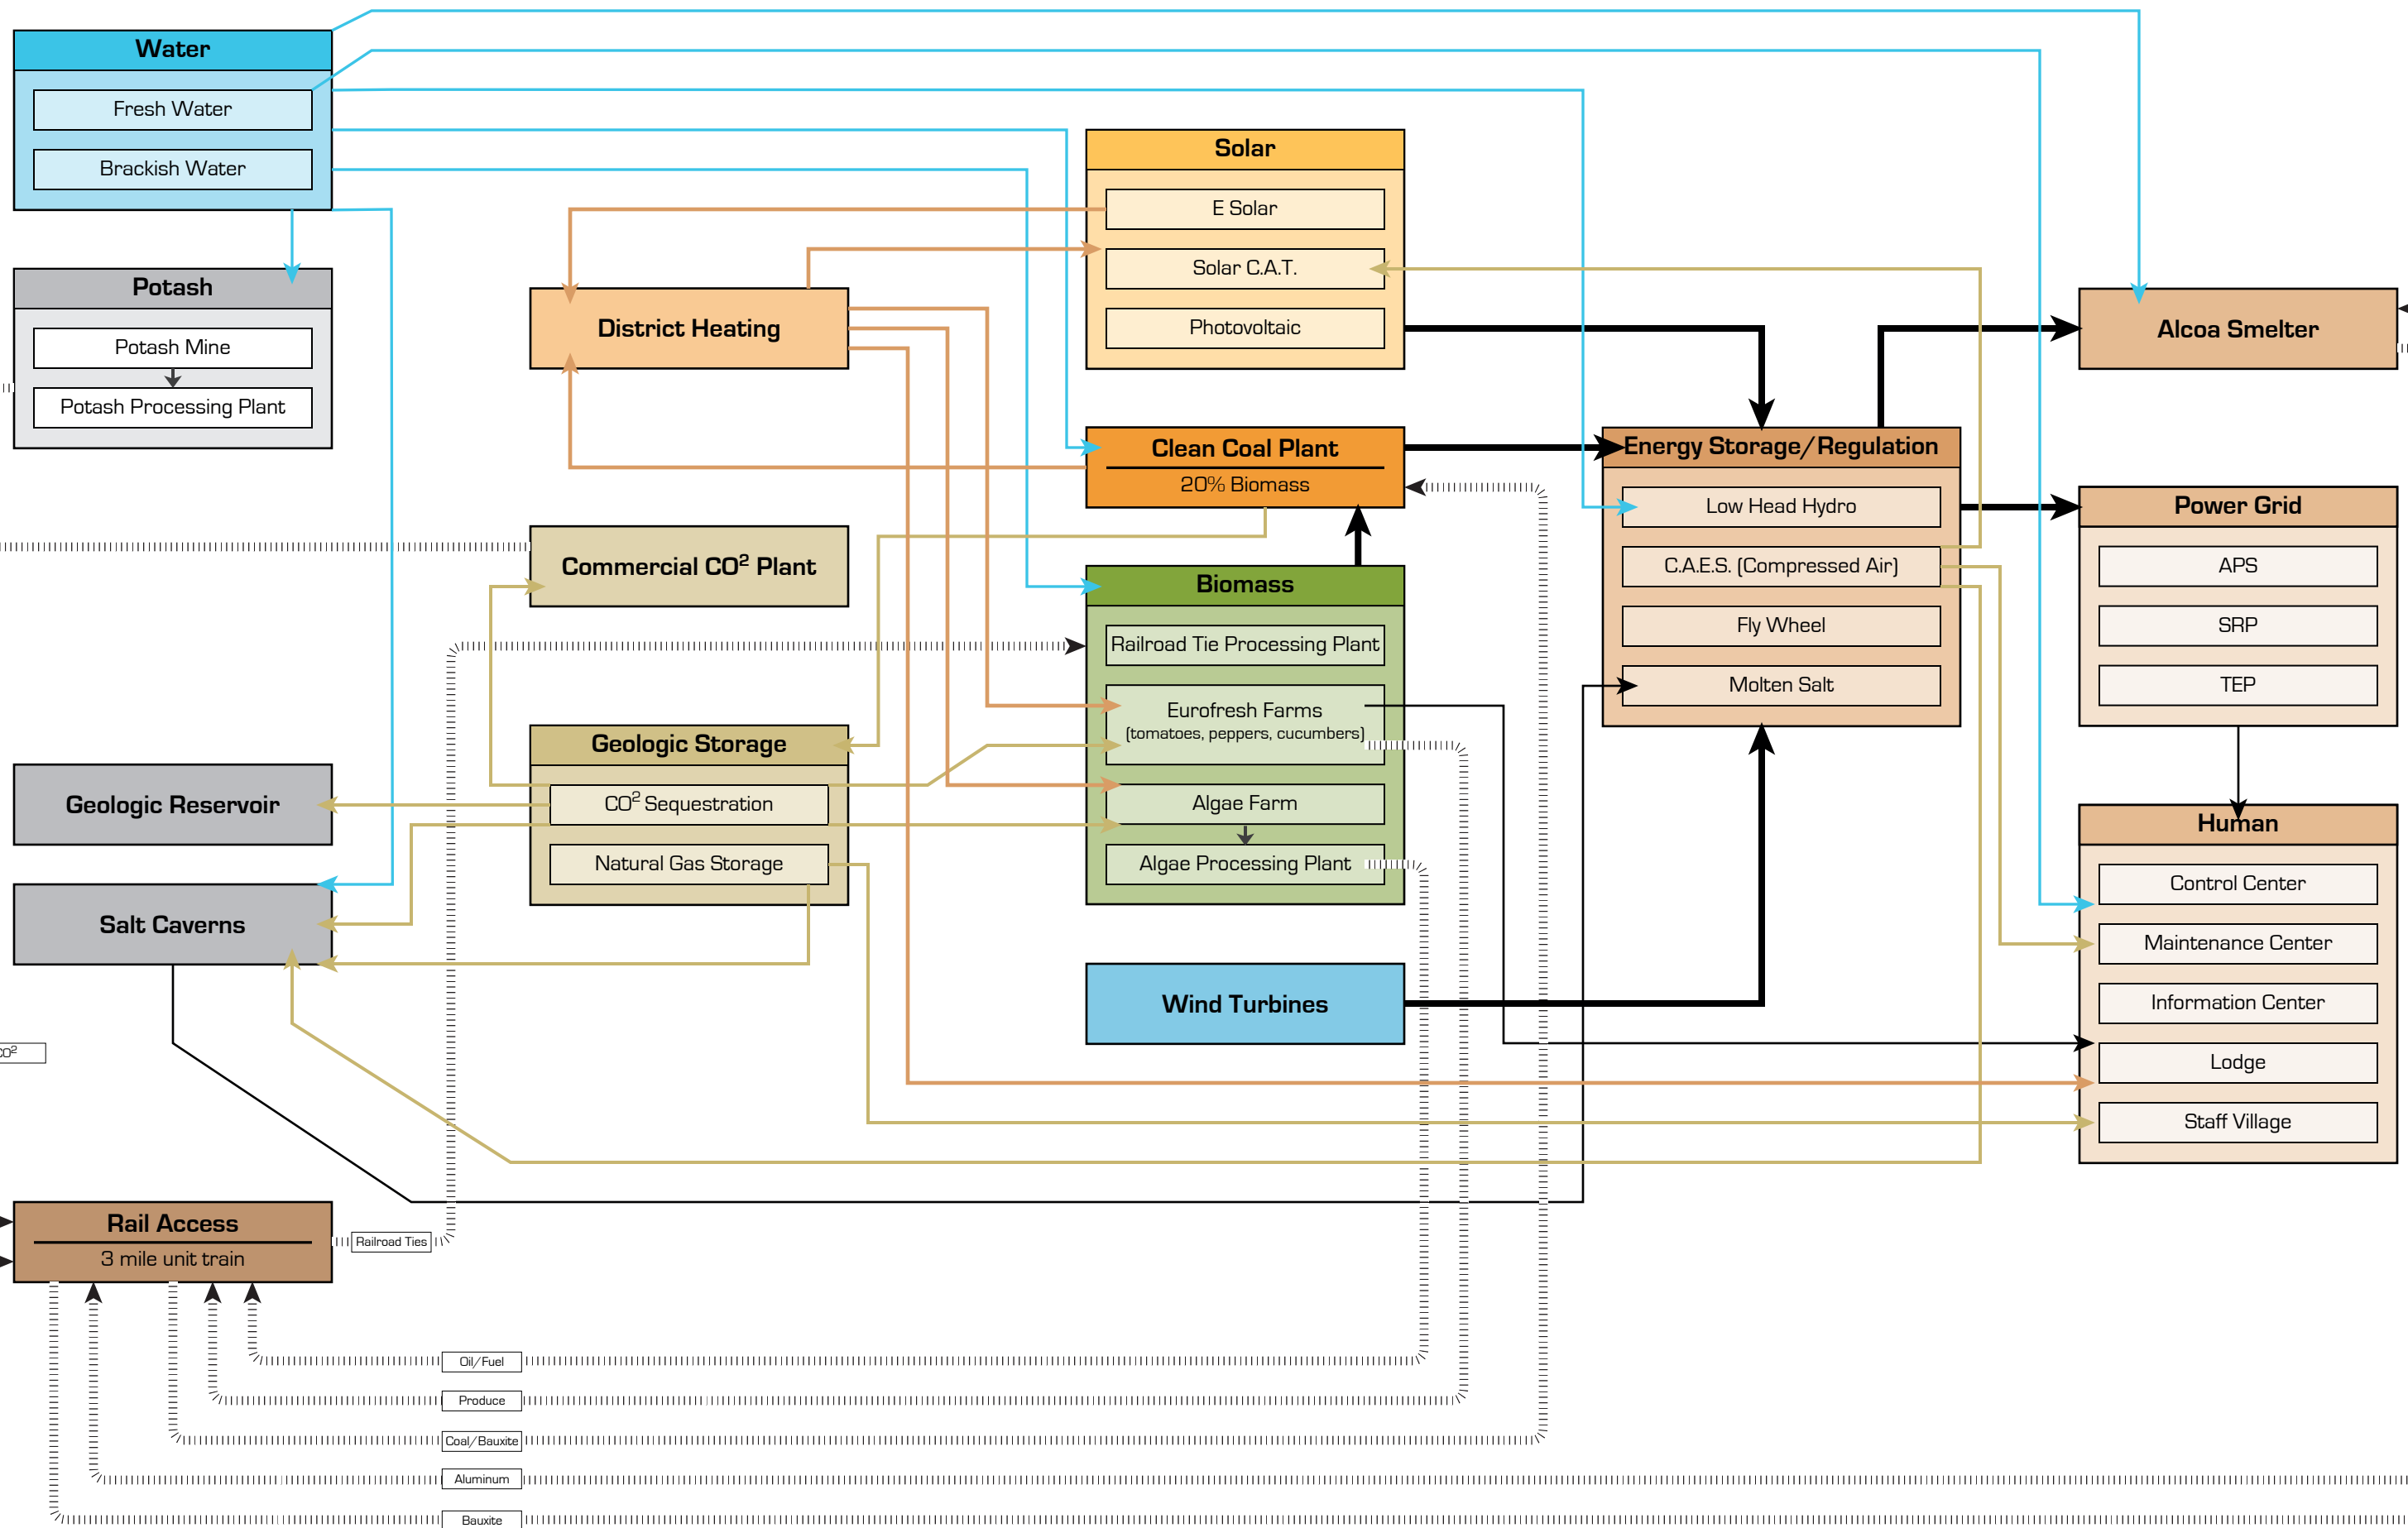 Water
Fresh Water
Brackish Water
Potash
Potash Mine
Potash Processing Plant
District Heating
Commercial CO² Plant
Geologic Storage
CO² Sequestration
Natural Gas Storage
Geologic Reservoir
Salt Caverns
CO²
Rail Access
3 mile unit train
Railroad Ties
Oil/Fuel
Produce
Coal/Bauxite
Aluminum
Bauxite
Solar
E Solar
Solar C.A.T.
Photovoltaic
Clean Coal Plant
20% Biomass
Biomass
Railroad Tie Processing Plant
Eurofresh Farms
(tomatoes, peppers, cucumbers)
Algae Farm
Algae Processing Plant
Wind Turbines
Energy Storage/Regulation
Low Head Hydro
C.A.E.S. (Compressed Air)
Fly Wheel
Molten Salt
Alcoa Smelter
Power Grid
APS
SRP
TEP
Human
Control Center
Maintenance Center
Information Center
Lodge
Staff Village